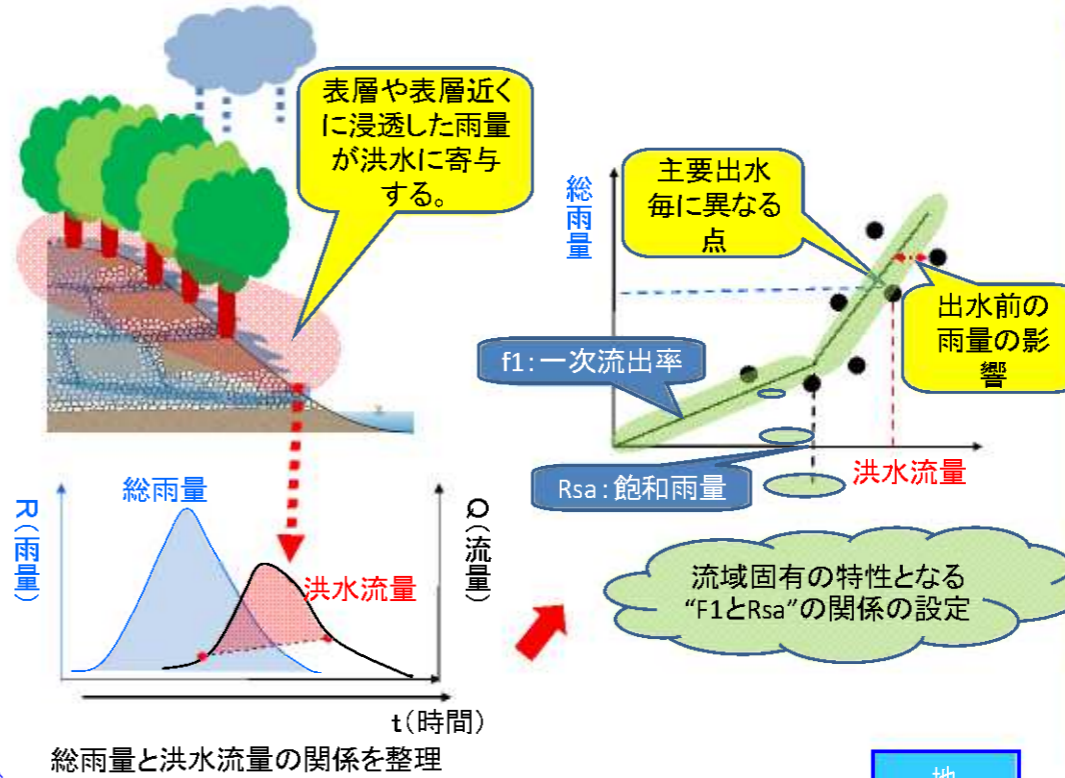 表層や表層近く
に浸透した雨量
が洪水に寄与
する。
総雨量
主要出水
毎に異なる
点
出水前の
雨量の影
響
f1:一次流出率
Rsa:飽和雨量
洪水流量
R(雨量)
総雨量
洪水流量
Q(流量)
t(時間)
総雨量と洪水流量の関係を整理
流域固有の特性となる
“F1とRsa”の関係の設定
地